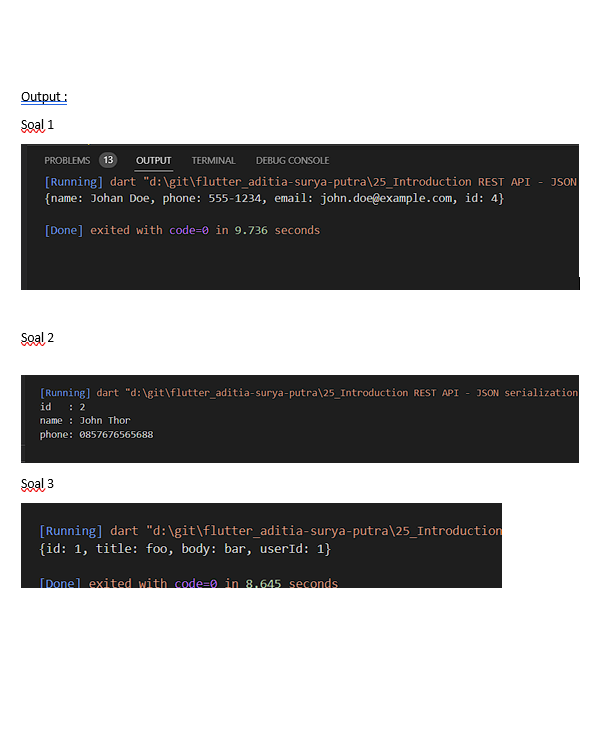 Output :
Soal 1
PROBLEMS 13 OUTPUT TERMINAL DEBUG CONSOLE
[Running] dart "d:\git\flutter_aditia-surya-putra\25_Introduction REST API - JSON
{name: Johan Doe, phone: 555-1234, email: john.doe@example.com, id: 4}
[Done] exited with code=0 in 9.736 seconds
Soal 2
[Running] dart "d:\git\flutter_aditia-surya-putra\25_Introduction REST API - JSON serialization
id   : 2
name : John Thor
phone: 0857676565688
Soal 3
[Running] dart "d:\git\flutter_aditia-surya-putra\25_Introduction
{id: 1, title: foo, body: bar, userId: 1}
[Done] exited with code=0 in 8.645 seconds